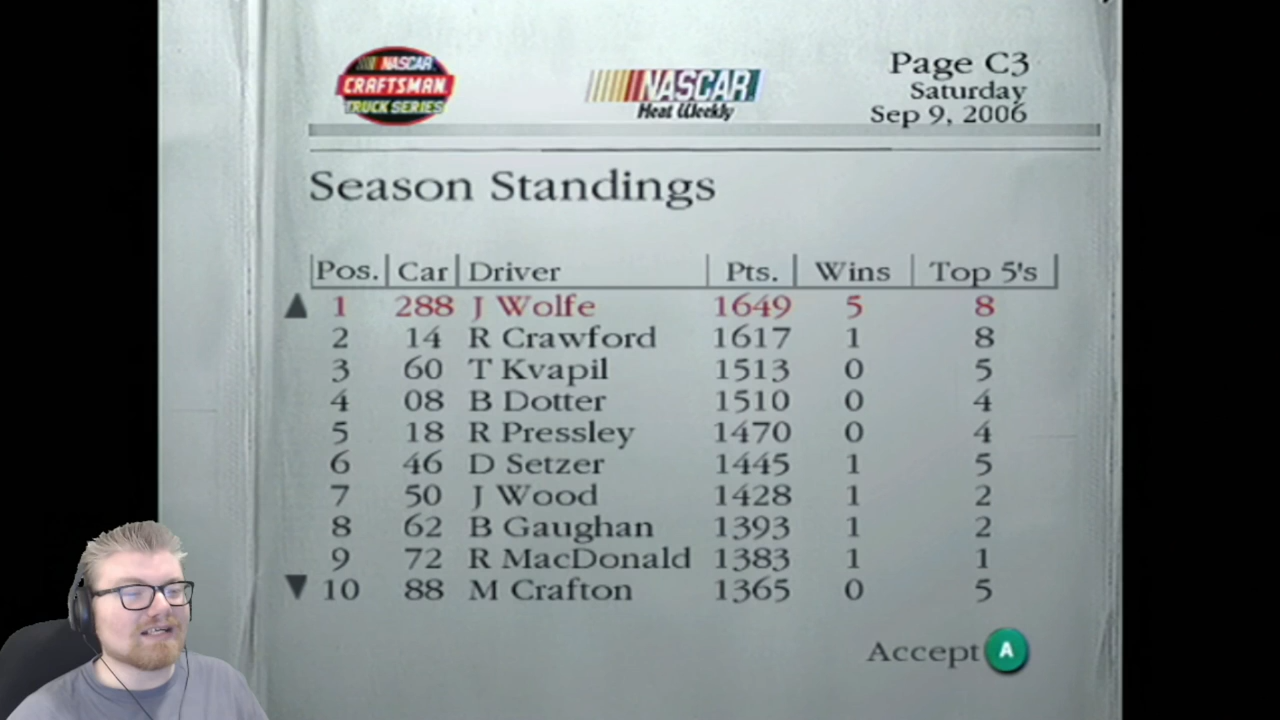 NASCAR
CRAFTSMAN
TRUCK SERIES
NASCAR
Heat Weekly
Page C3
Saturday
Sep 9, 2006
Season Standings
Pos. Car Driver Pts. Wins Top 5's
1 288 J Wolfe 1649 5 8
2 14 R Crawford 1617 1 8
3 60 T Kvapil 1513 0 5
4 08 B Dotter 1510 0 4
5 18 R Pressley 1470 0 4
6 46 D Setzer 1445 1 5
7 50 J Wood 1428 1 2
8 62 B Gaughan 1393 1 2
9 72 R MacDonald 1383 1 1
10 88 M Crafton 1365 0 5
Accept A